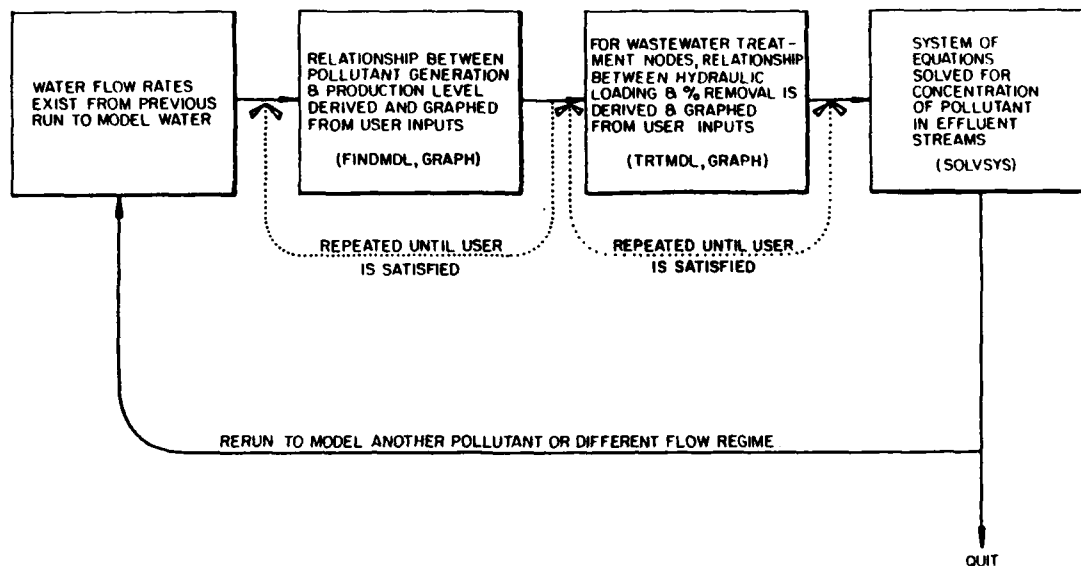 WATER FLOW RATES
EXIST FROM PREVIOUS
RUN TO MODEL WATER
RELATIONSHIP BETWEEN
POLLUTANT GENERATION
& PRODUCTION LEVEL
DERIVED AND GRAPHED
FROM USER INPUTS
(FINDMDL, GRAPH)
FOR WASTEWATER TREAT-
MENT NODES, RELATIONSHIP
BETWEEN HYDRAULIC
LOADING & % REMOVAL IS
DERIVED & GRAPHED
FROM USER INPUTS
(TRTMDL, GRAPH)
SYSTEM OF
EQUATIONS
SOLVED FOR
CONCENTRATION
OF POLLUTANT
IN EFFLUENT
STREAMS
(SOLVSYS)
REPEATED UNTIL USER
IS SATISFIED
REPEATED UNTIL USER
IS SATISFIED
RERUN TO MODEL ANOTHER POLLUTANT OR DIFFERENT FLOW REGIME
QUIT